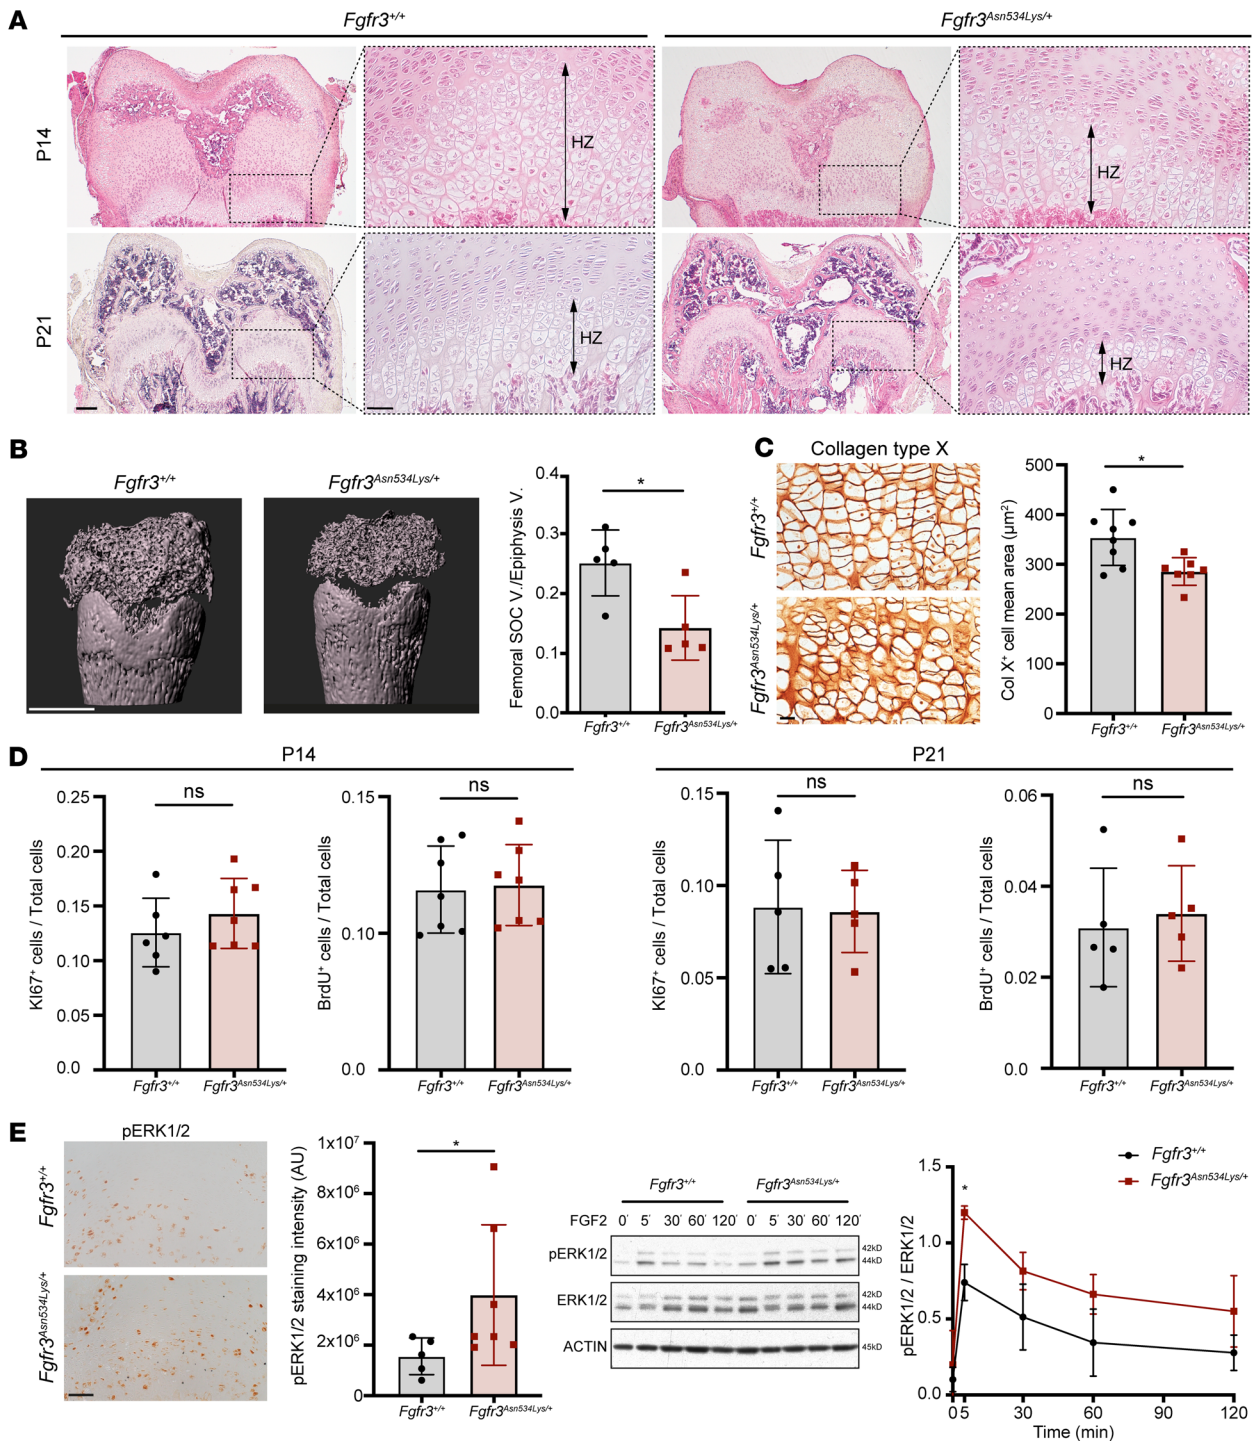 A
Fgfr3+/+
Fgfr3Asn534Lys/+
P14
HZ
HZ
P21
HZ
HZ
B
Fgfr3+/+
Fgfr3Asn534Lys/+
Femoral SOC V./Epiphysis V.
0.4
0.3
0.2
0.1
0.0
*
Fgfr3+/+
Fgfr3Asn534Lys/+
C
Collagen type X
Fgfr3+/+
Fgfr3Asn534Lys/+
Col X+ cell mean area (µm2)
500
400
300
200
100
0
*
Fgfr3+/+
Fgfr3Asn534Lys/+
D
P14
KI67+ cells / Total cells
0.25
0.20
0.15
0.10
0.05
0.0
ns
Fgfr3+/+
Fgfr3Asn534Lys/+
BrdU+ cells / Total cells
0.15
0.10
0.0
ns
Fgfr3+/+
Fgfr3Asn534Lys/+
P21
KI67+ cells / Total cells
0.15
0.10
0.05
0.0
ns
Fgfr3+/+
Fgfr3Asn534Lys/+
BrdU+ cells / Total cells
0.06
0.04
0.02
0.0
ns
Fgfr3+/+
Fgfr3Asn534Lys/+
E
pERK1/2
Fgfr3+/+
Fgfr3Asn534Lys/+
pERK1/2 staining intensity (AU)
1x107
8x106
6x106
4x106
2x106
0
*
Fgfr3+/+
Fgfr3Asn534Lys/+
Fgfr3+/+
Fgfr3Asn534Lys/+
FGF2 0' 5' 30' 60' 120' 0' 5' 30' 60' 120'
pERK1/2
42kD
44kD
ERK1/2
42kD
44kD
ACTIN
45kD
Fgfr3+/+
Fgfr3Asn534Lys/+
pERK1/2 / ERK1/2
1.5
1.0
0.5
0.0
*
0 5 30 60 90 120
Time (min)